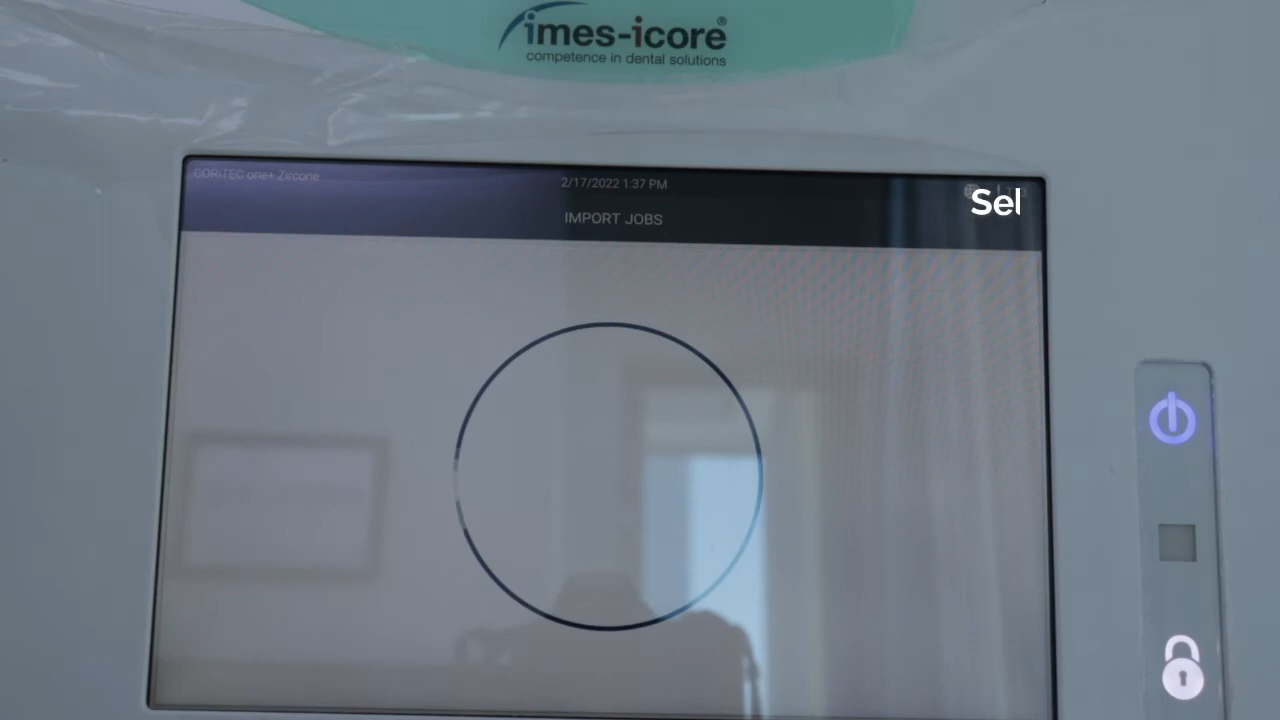 imes-icore®
competence in dental solutions
CORiTEC one+ Zircone
2/17/2022 1:37 PM
Sel
IMPORT JOBS